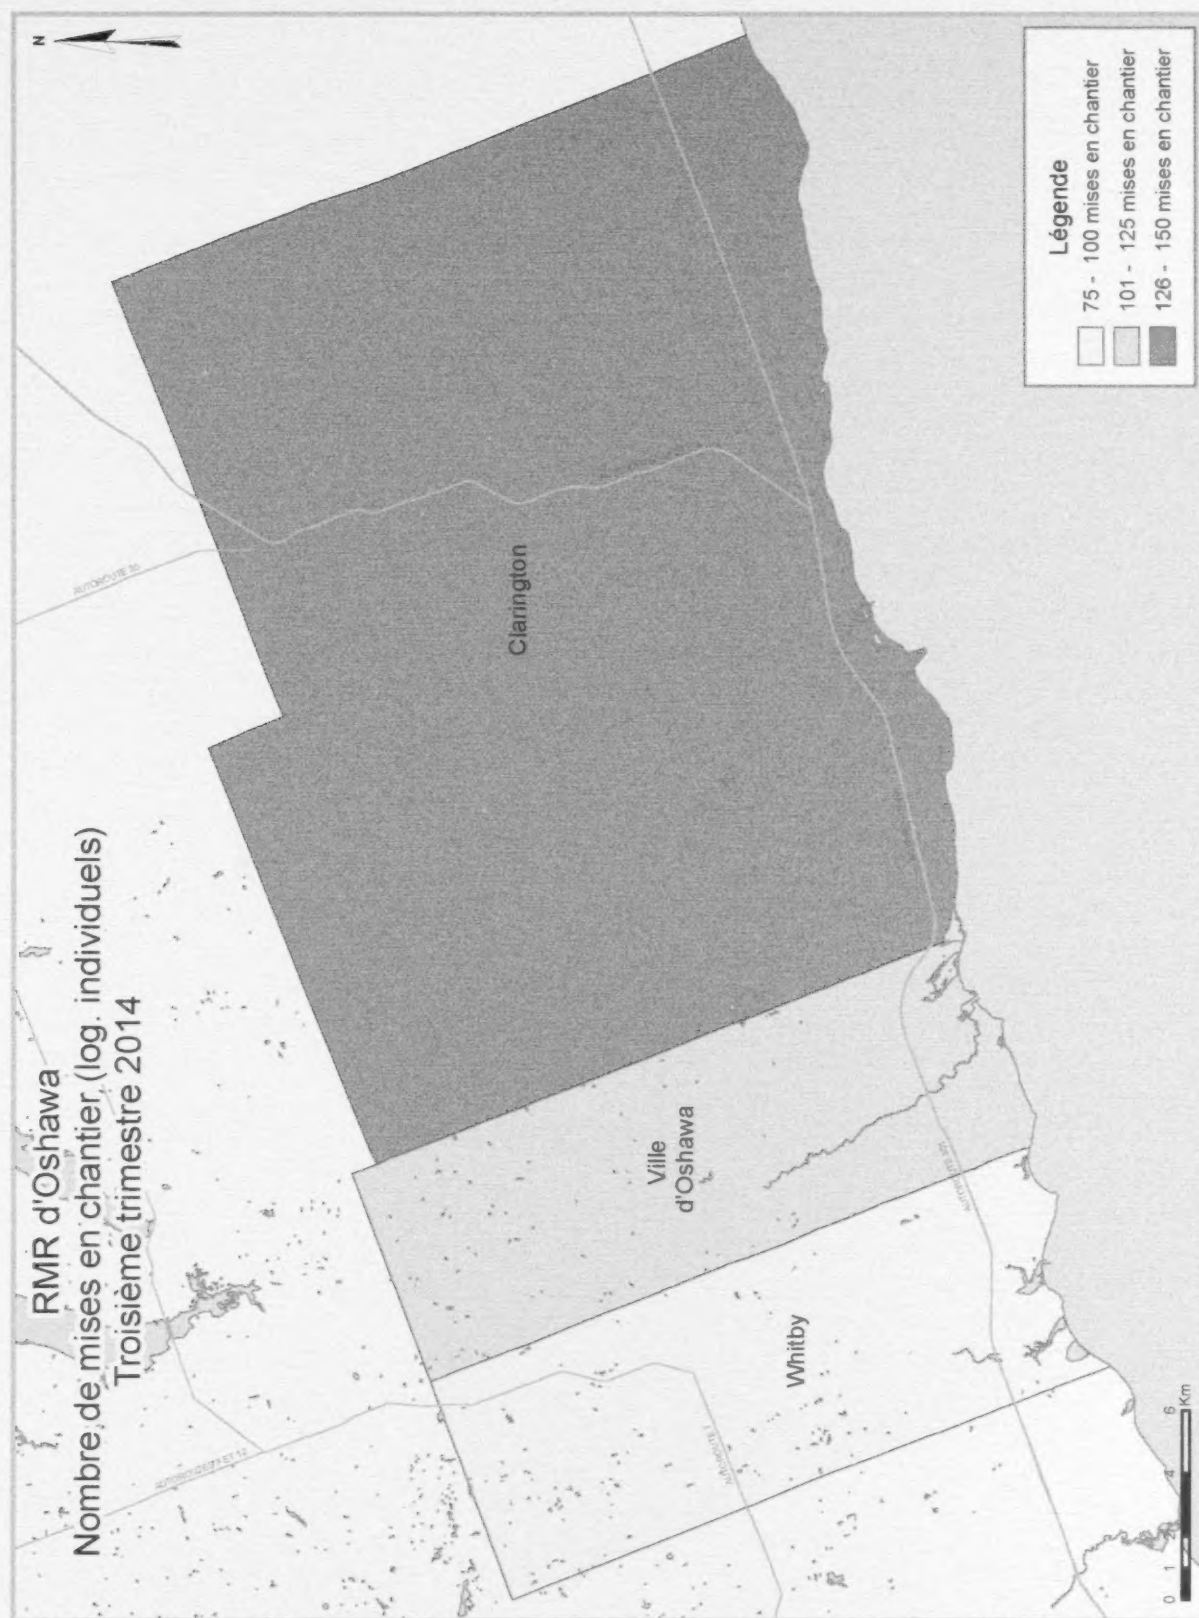 RMR d'Oshawa
Nombre de mises en chantier (log. individuels)
Troisième trimestre 2014
N
AUTOROUTE 35
Clarington
Ville
d'Oshawa
Whitby
Légende
75 - 100 mises en chantier
101 - 125 mises en chantier
126 - 150 mises en chantier
0 1 2 4 6
Km